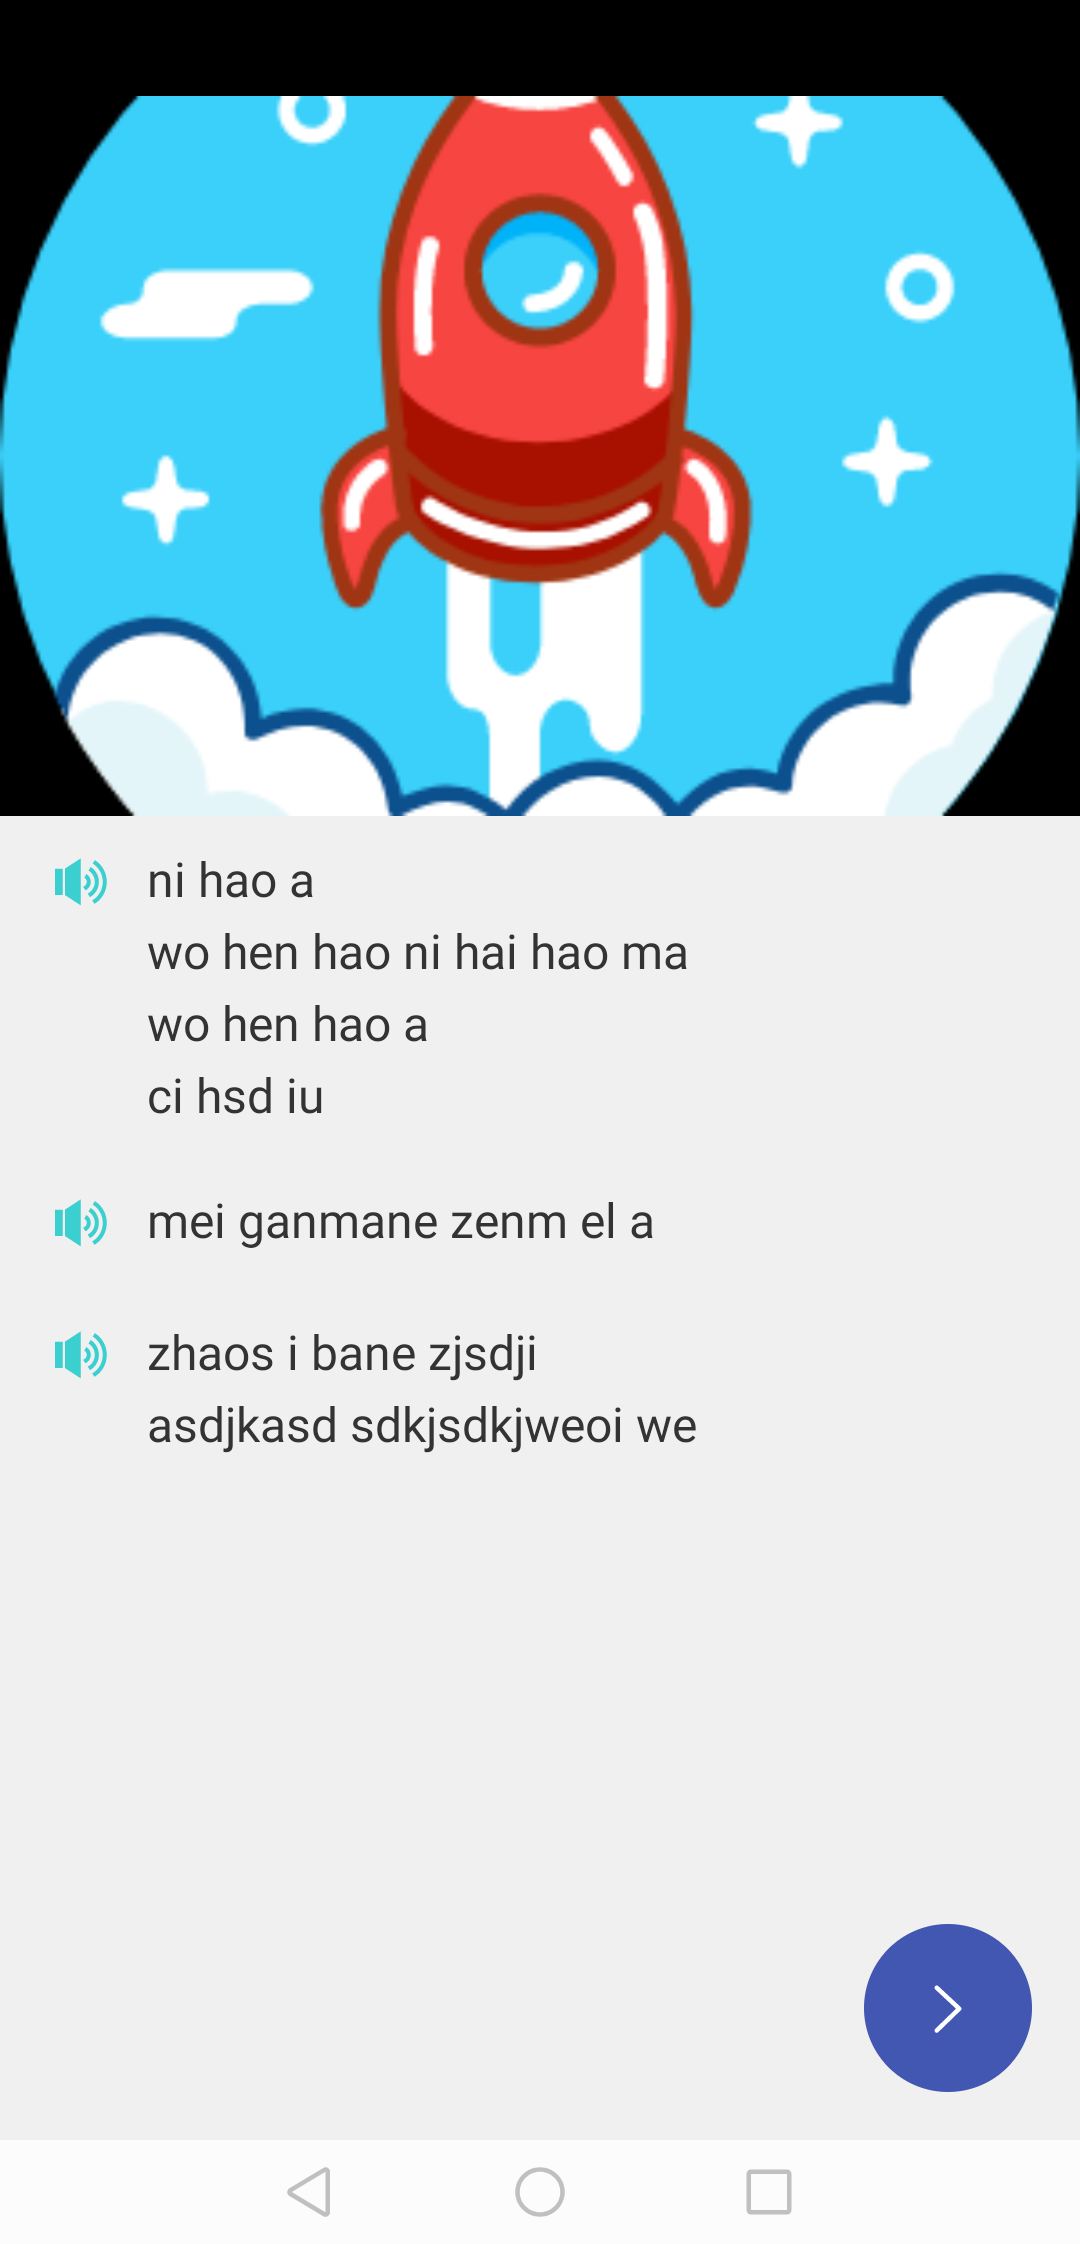 ni hao a
wo hen hao ni hai hao ma
wo hen hao a
ci hsd iu
mei ganmane zenm el a
zhaos i bane zjsdji
asdjkasd sdkjsdkjweoi we